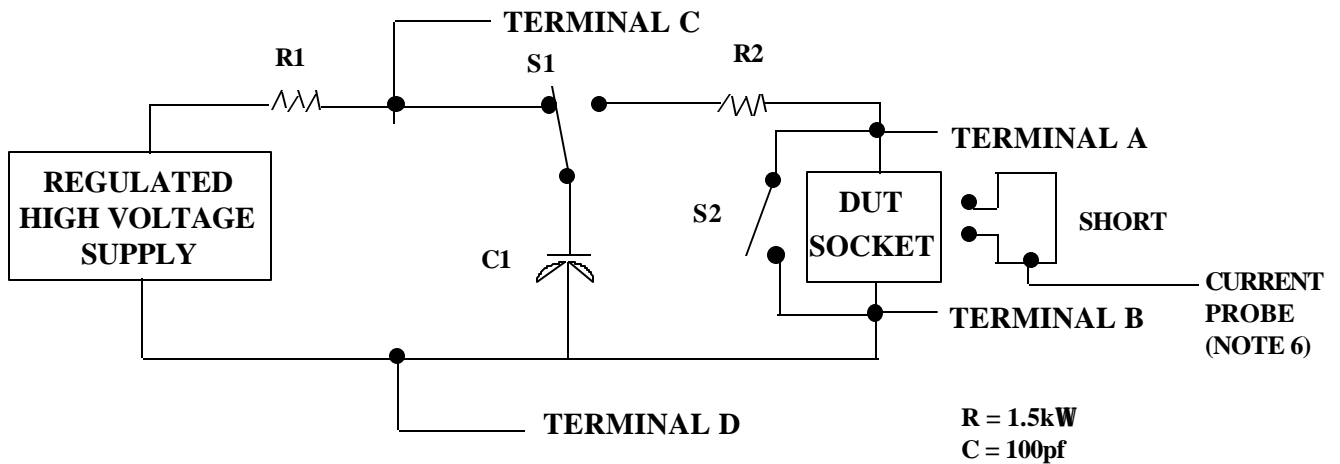 TERMINAL C
R1
S1
R2
TERMINAL A
REGULATED
HIGH VOLTAGE
SUPPLY
S2
DUT
SOCKET
SHORT
C1
CURRENT
PROBE
(NOTE 6)
TERMINAL B
TERMINAL D
R = 1.5kW
C = 100pf